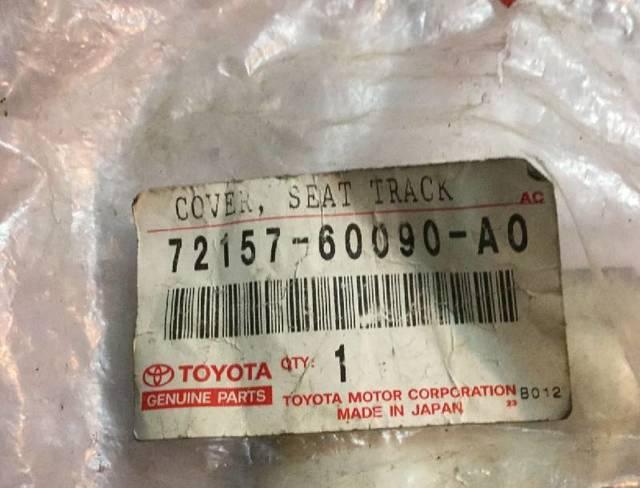 COVER, SEAT TRACK
AC
72157-60090-A0
TOYOTA QTY: 1
GENUINE PARTS
TOYOTA MOTOR CORPORATION
23 B012
MADE IN JAPAN